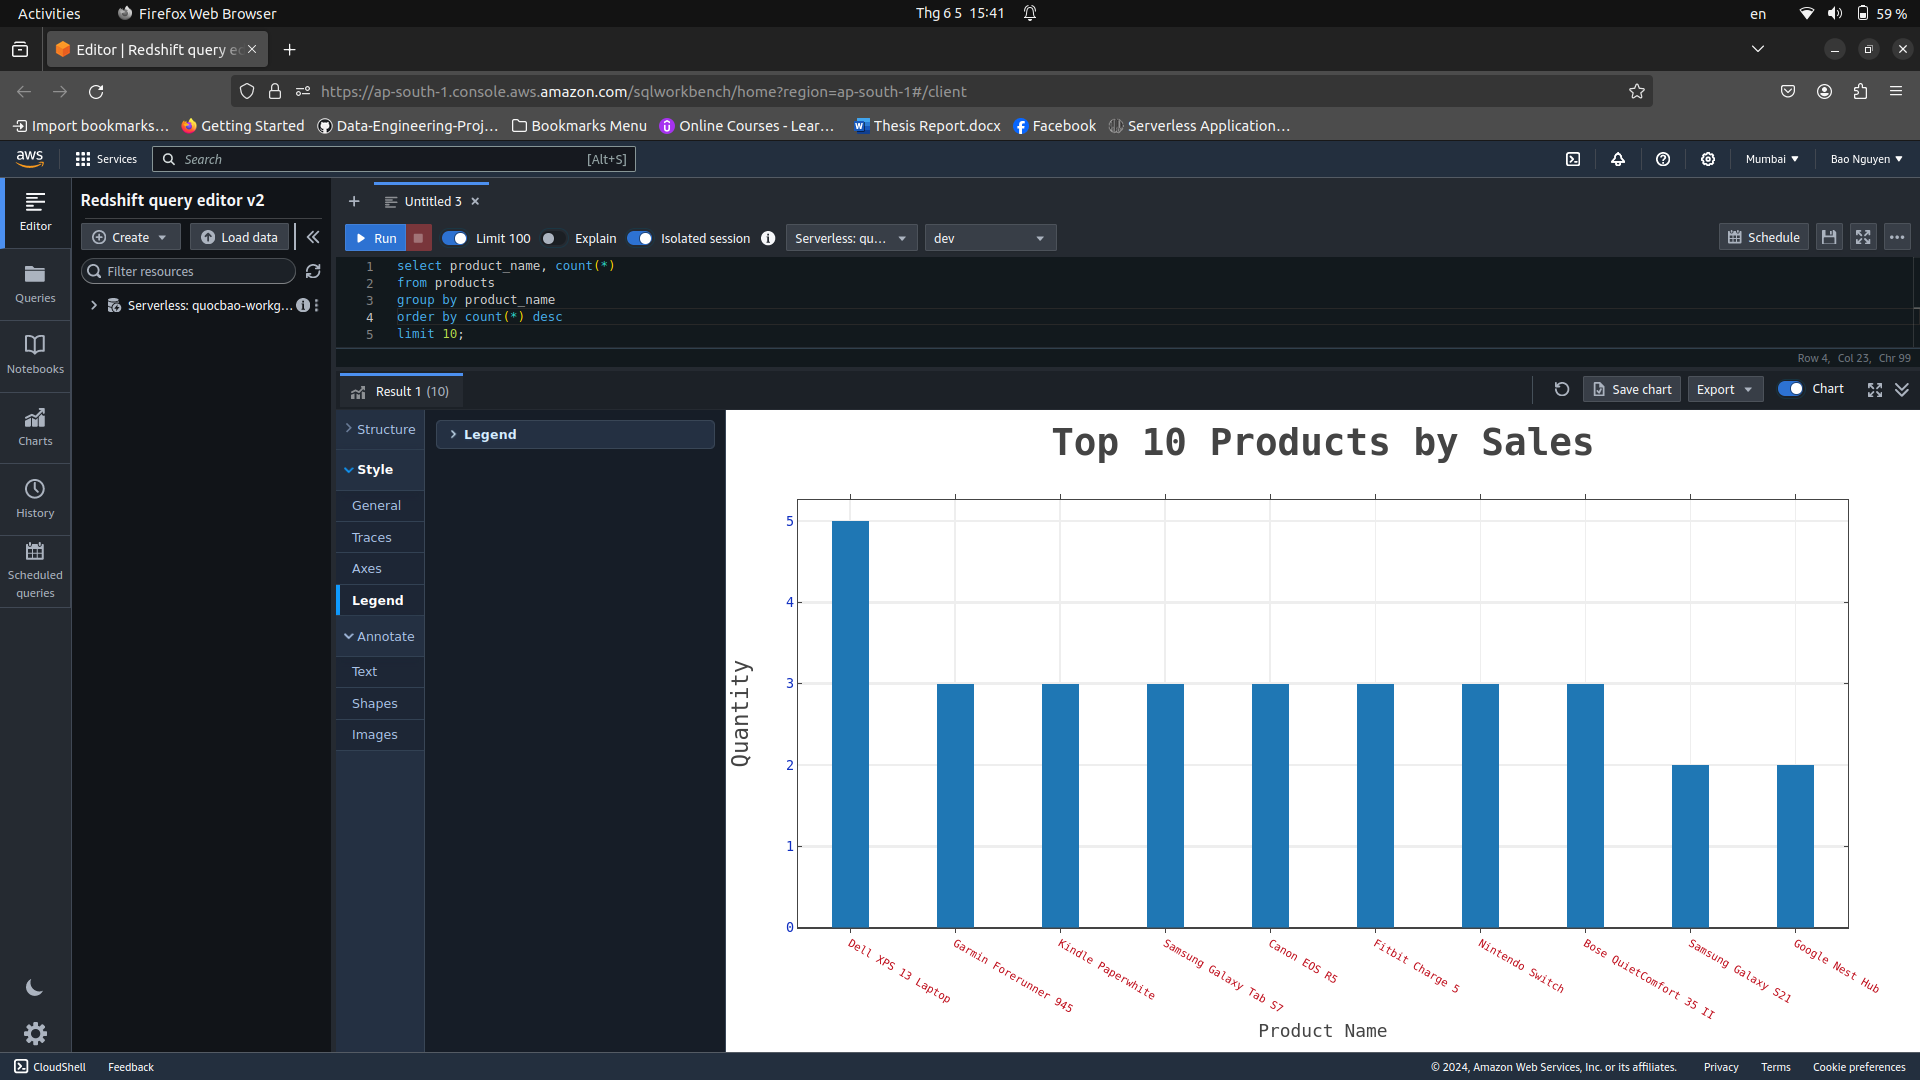 Activities
Firefox Web Browser
Thg 6 5 15:41
en
59 %
Editor | Redshift query ec
https://ap-south-1.console.aws.amazon.com/sqlworkbench/home?region=ap-south-1#/client
Import bookmarks…
Getting Started
Data-Engineering-Proj…
Bookmarks Menu
Online Courses - Lear…
Thesis Report.docx
Facebook
Serverless Application…
aws
Services
Search
[Alt+S]
Mumbai
Bao Nguyen
Editor
Queries
Notebooks
Charts
History
Scheduled
queries
Redshift query editor v2
Create
Load data
Filter resources
Serverless: quocbao-workg...
Untitled 3
Run
Limit 100
Explain
Isolated session
Serverless: qu...
dev
Schedule
1 select product_name, count(*)
2 from products
3 group by product_name
4 order by count(*) desc
5 limit 10;
Row 4, Col 23, Chr 99
Result 1 (10)
Save chart
Export
Chart
Structure
Style
General
Traces
Axes
Legend
Annotate
Text
Shapes
Images
Legend
Top 10 Products by Sales
Quantity
5
4
3
2
1
0
Dell XPS 13 Laptop
Garmin Forerunner 945
Kindle Paperwhite
Samsung Galaxy Tab S7
Canon EOS R5
Fitbit Charge 5
Nintendo Switch
Bose QuietComfort 35 II
Samsung Galaxy S21
Google Nest Hub
Product Name
CloudShell
Feedback
© 2024, Amazon Web Services, Inc. or its affiliates.
Privacy
Terms
Cookie preferences